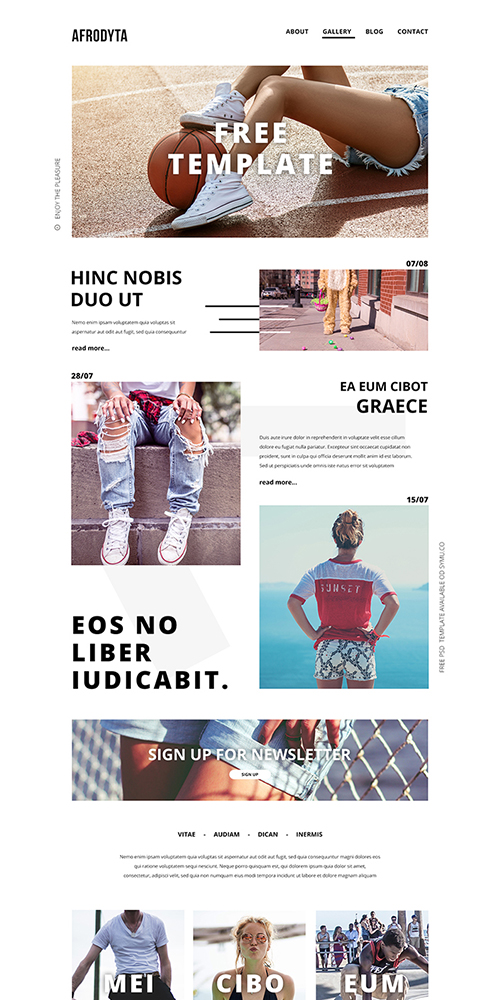 AFRODYTA
ABOUT GALLERY BLOG CONTACT
FREE
TEMPLATE
ENJOY THE PLEASURE
07/08
HINC NOBIS
DUO UT
Nemo enim ipsam voluptatem quia voluptas sit
aspernatur aut odit aut fugit, sed quia consequuntur
read more...
28/07
EA EUM CIBOT
GRAECE
Duis aute irure dolor in reprehenderit in voluptate velit esse cillum
dolore eu fugiat nulla pariatur. Excepteur sint occaecat cupidatat non
proident, sunt in culpa qui officia deserunt mollit anim id est laborum.
Sed ut perspiciatis unde omnis iste natus error sit voluptatem
read more...
15/07
SUNSET
FREE PSD TEMPLATE AVAILABLE OD SYMU.CO
EOS NO
LIBER
IUDICABIT.
SIGN UP FOR NEWSLETTER
SIGN UP
VITAE - AUDIAM - DICAN - INERMIS
Nemo enim ipsam voluptatem quia voluptas sit aspernatur aut odit aut fugit, sed quia consequuntur magni dolores eos
qui ratione voluptatem sequi nesciunt. Neque porro quisquam est, qui dolorem ipsum quia dolor sit amet,
consectetur, adipisci velit, sed quia non numquam eius modi tempora incidunt ut labore et dolore magnam aliquam
MEI
CIBO
EUM